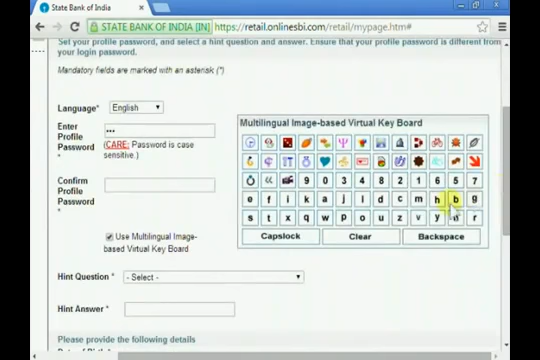 State Bank of India
STATE BANK OF INDIA [IN] https://retail.onlinesbi.com/retail/mypage.htm#
Set your profile password, and select a hint question and answer. Ensure that your profile password is different from
your login password.
Mandatory fields are marked with an asterisk (*)
Language* English
Multilingual Image-based Virtual Key Board
Enter Profile Password * •••
(CARE: Password is case sensitive.)
9 0 3 4 8 2 1 6 5 7
e f i k a j l d c m h b g
s t x q w p o u z v y n r
Capslock Clear Backspace
Confirm Profile Password *
Use Multilingual Image-based Virtual Key Board
Hint Question * - Select -
Hint Answer *
Please provide the following details